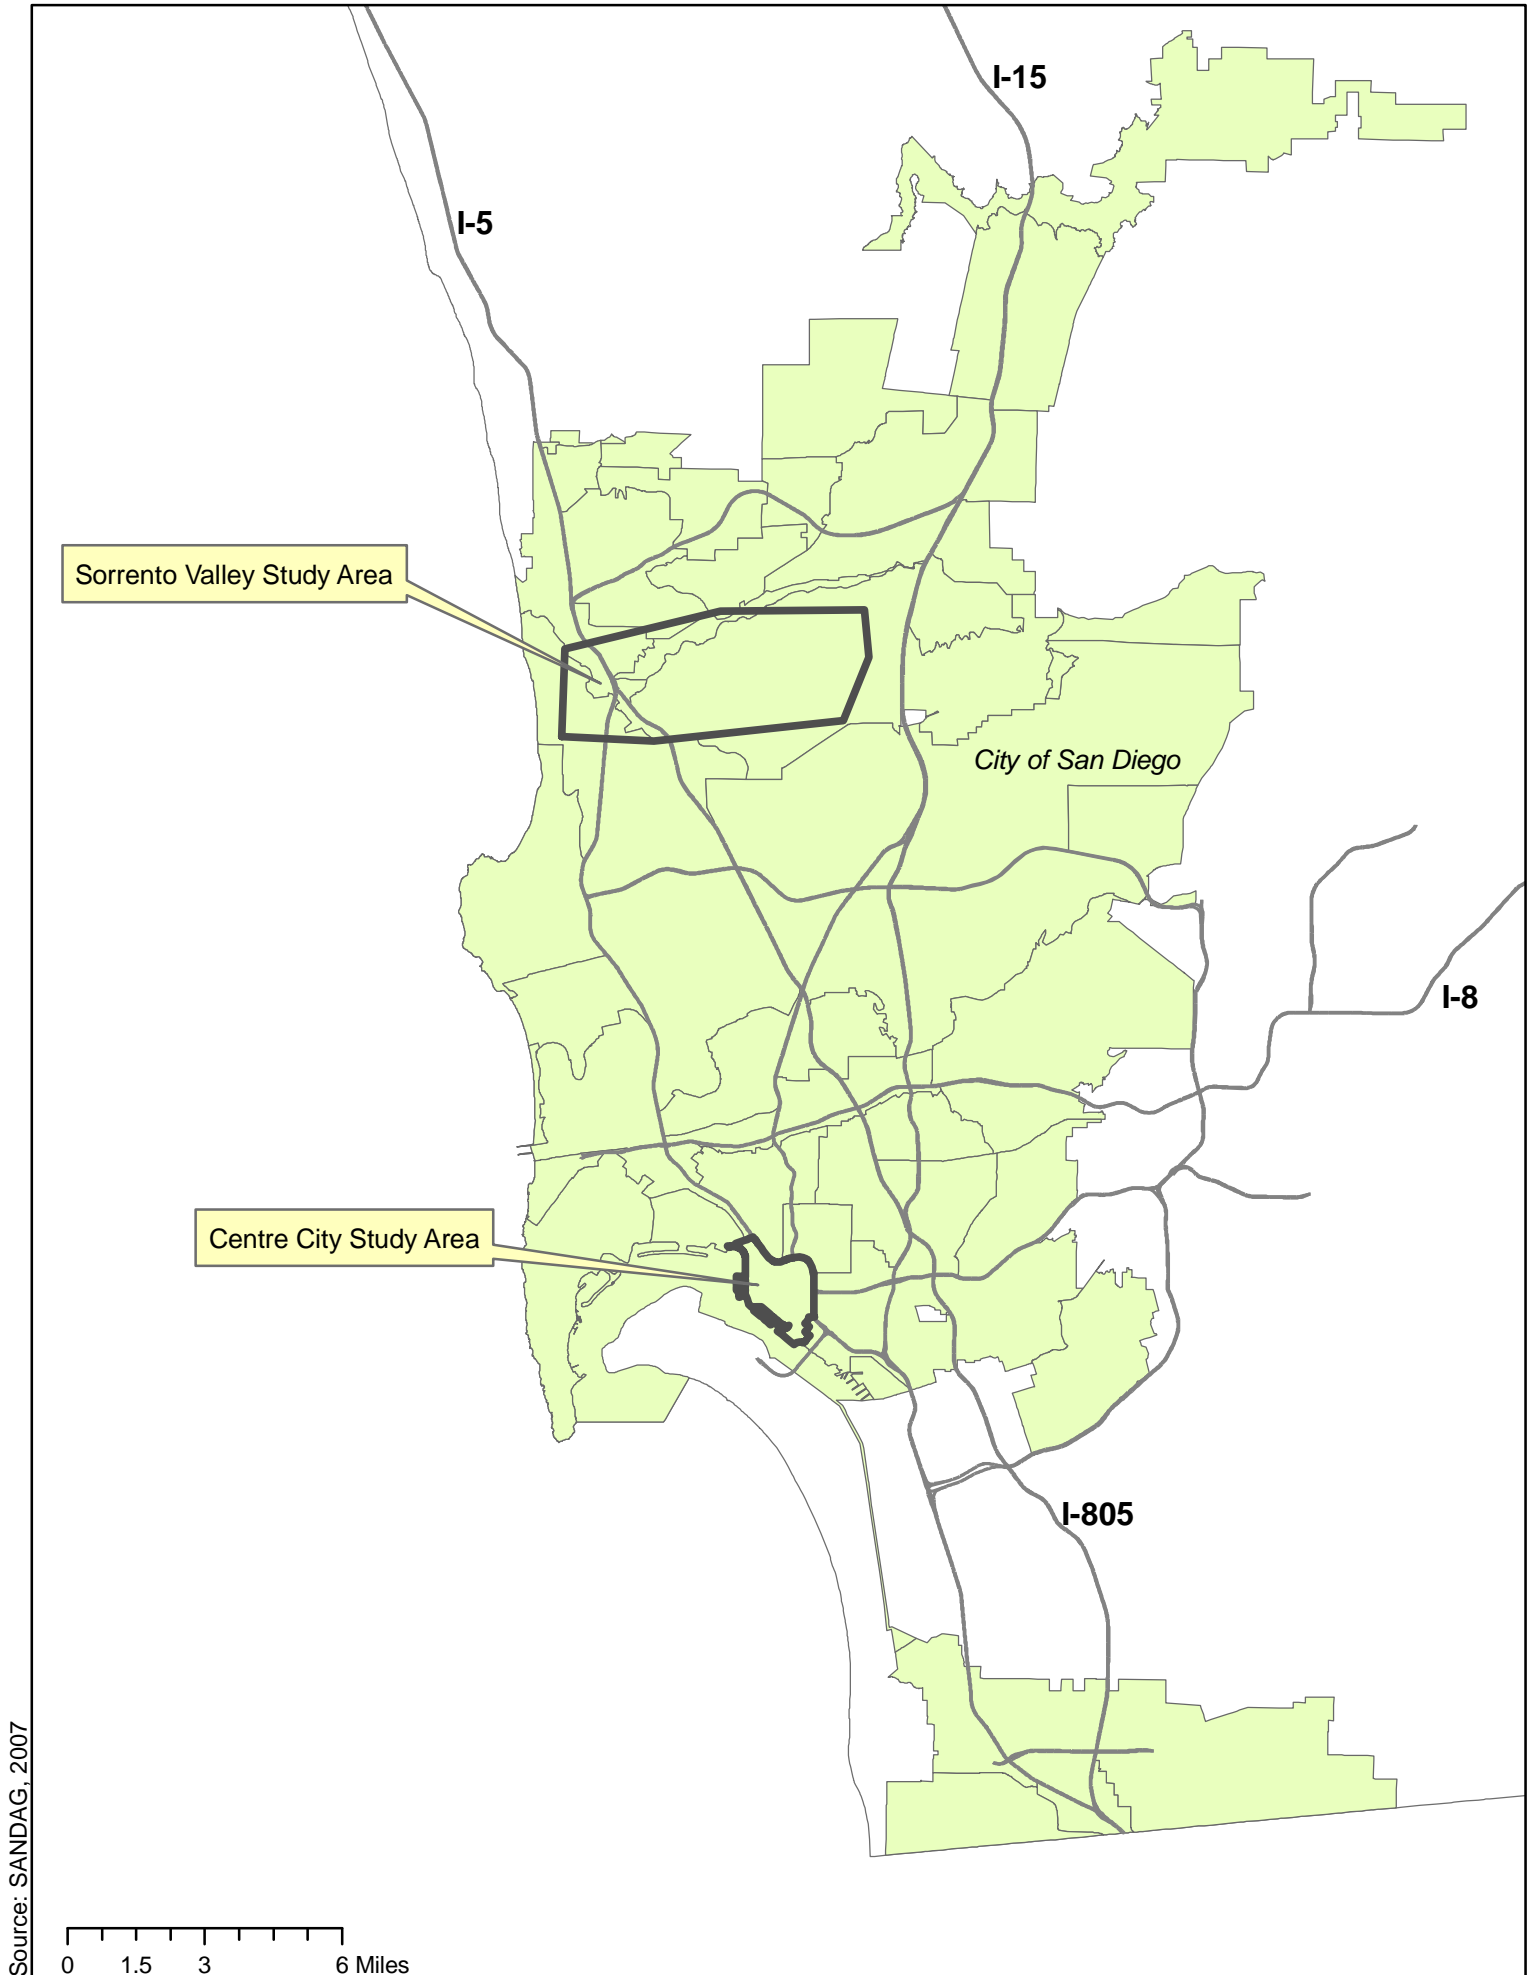 I-15
I-5
Sorrento Valley Study Area
City of San Diego
I-8
Centre City Study Area
I-805
Source: SANDAG, 2007
0 1.5 3 6 Miles